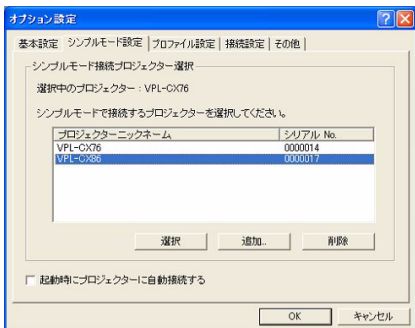 オプション設定
基本設定 シンプルモード設定 プロファイル設定 接続設定 その他
シンプルモード接続プロジェクター選択
選択中のプロジェクター : VPL-CX76
シンプルモードで接続するプロジェクターを選択してください。
プロジェクターニックネーム シリアル No.
VPL-CX76 0000014
VPL-CX86 0000017
選択 追加... 削除
起動時にプロジェクターに自動接続する
OK キャンセル